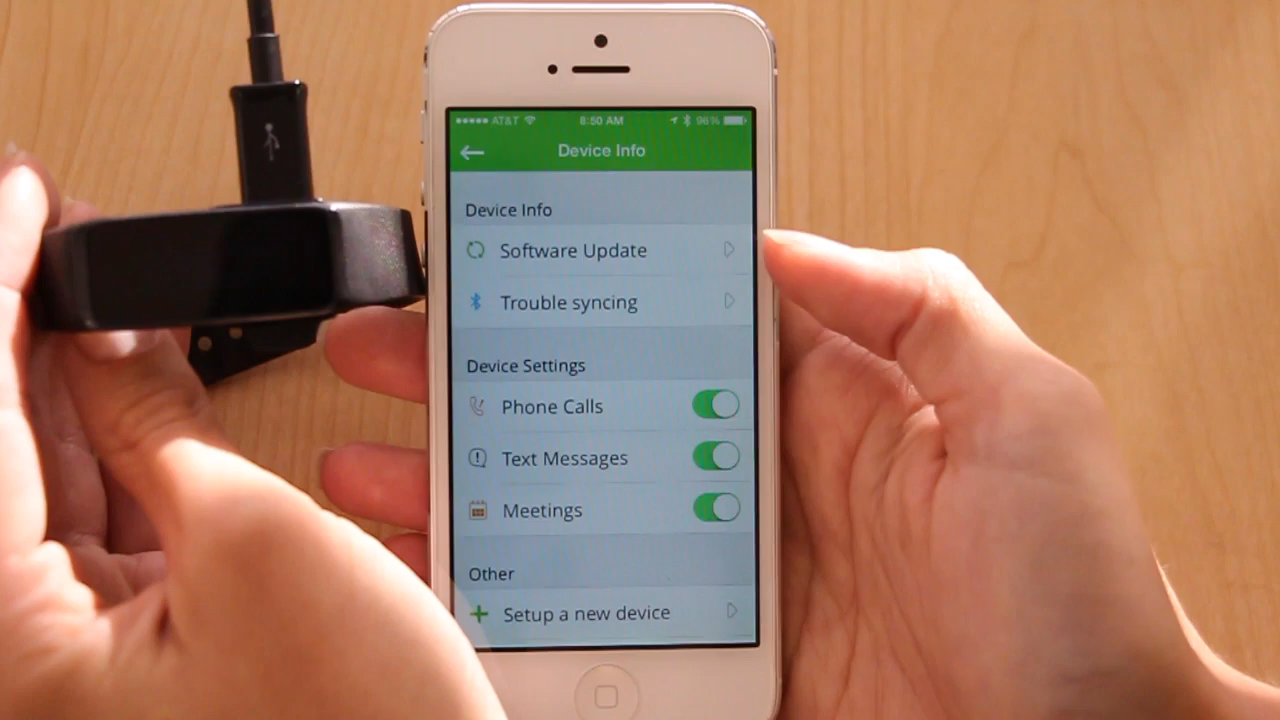 AT&T 8:50 AM 96%
Device Info
Device Info
Software Update
Trouble syncing
Device Settings
Phone Calls
Text Messages
Meetings
Other
Setup a new device